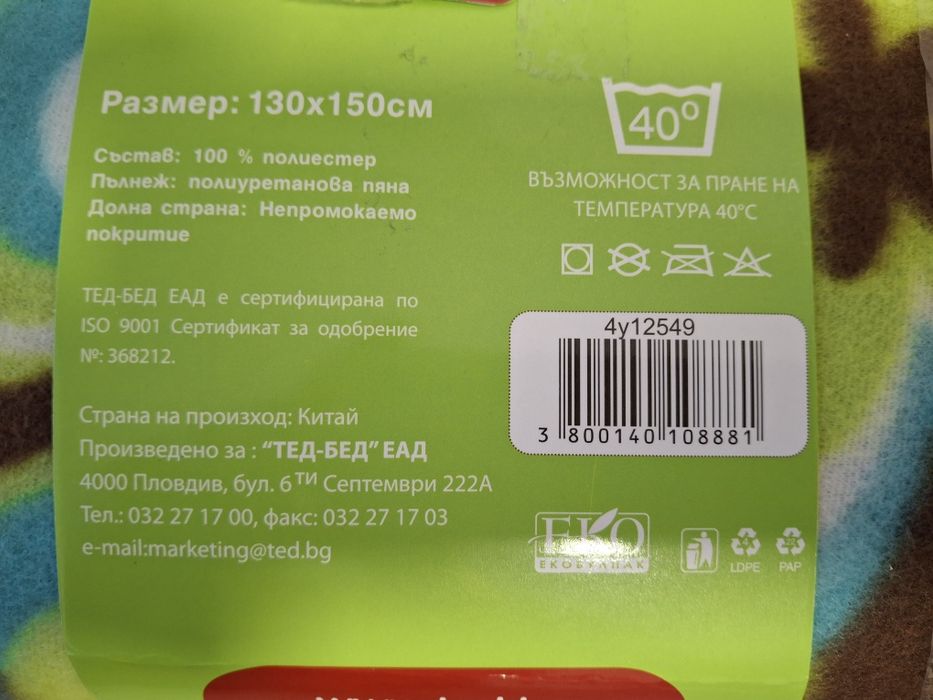 Размер: 130х150см
Състав: 100 % полиестер
Пълнеж: полиуретанова пяна
Долна страна: Непромокаемо
покритие
ТЕД-БЕД ЕАД е сертифицирана по
ISO 9001 Сертификат за одобрение
№: 368212.
Страна на произход: Китай
Произведено за : “ТЕД-БЕД” ЕАД
4000 Пловдив, бул. 6ТИ Септември 222А
Тел.: 032 27 17 00, факс: 032 27 17 03
e-mail:marketing@ted.bg
40º
ВЪЗМОЖНОСТ ЗА ПРАНЕ НА
ТЕМПЕРАТУРА 40°C
4y12549
3 800140 108881
ЕКО
ЕКОБУЛПАК
LDPE
PAP